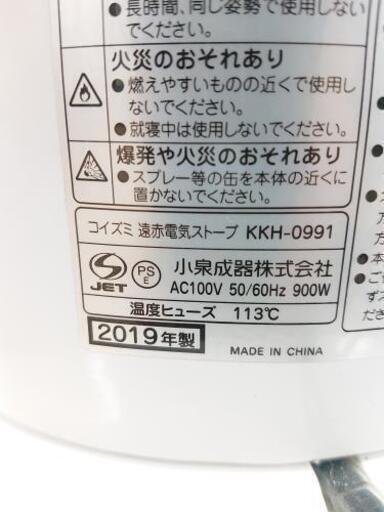 ●長時間、同じ姿勢で使用しない
でください。
火災のおそれあり
●燃えやすいものの近くで使用し
ないでください。
●就寝中は使用しないでください。
爆発や火災のおそれあり
●スプレー等の缶を本体の近くに
置かないでください。
コイズミ 遠赤電気ストーブ KKH-0991
S JET
PS E
小泉成器株式会社
AC100V 50/60Hz 900W
温度ヒューズ 113℃
2019年製
MADE IN CHINA